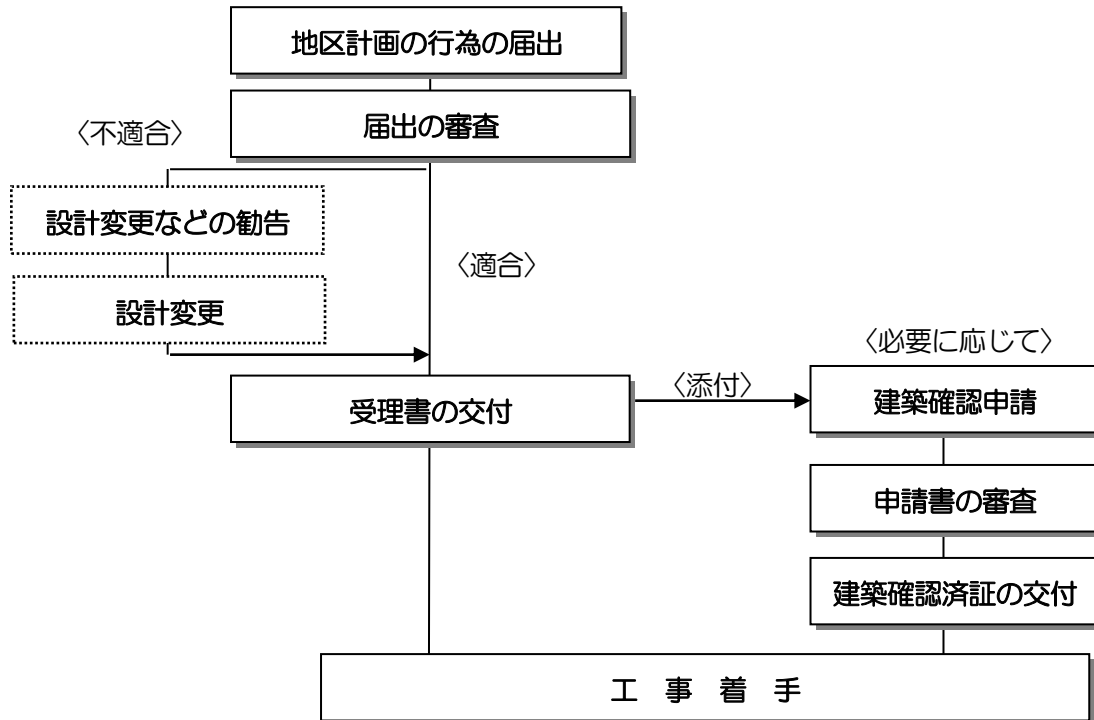 地区計画の行為の届出
届出の審査
〈不適合〉
設計変更などの勧告
〈適合〉
設計変更
〈必要に応じて〉
〈添付〉
受理書の交付
建築確認申請
申請書の審査
建築確認済証の交付
工 事 着 手